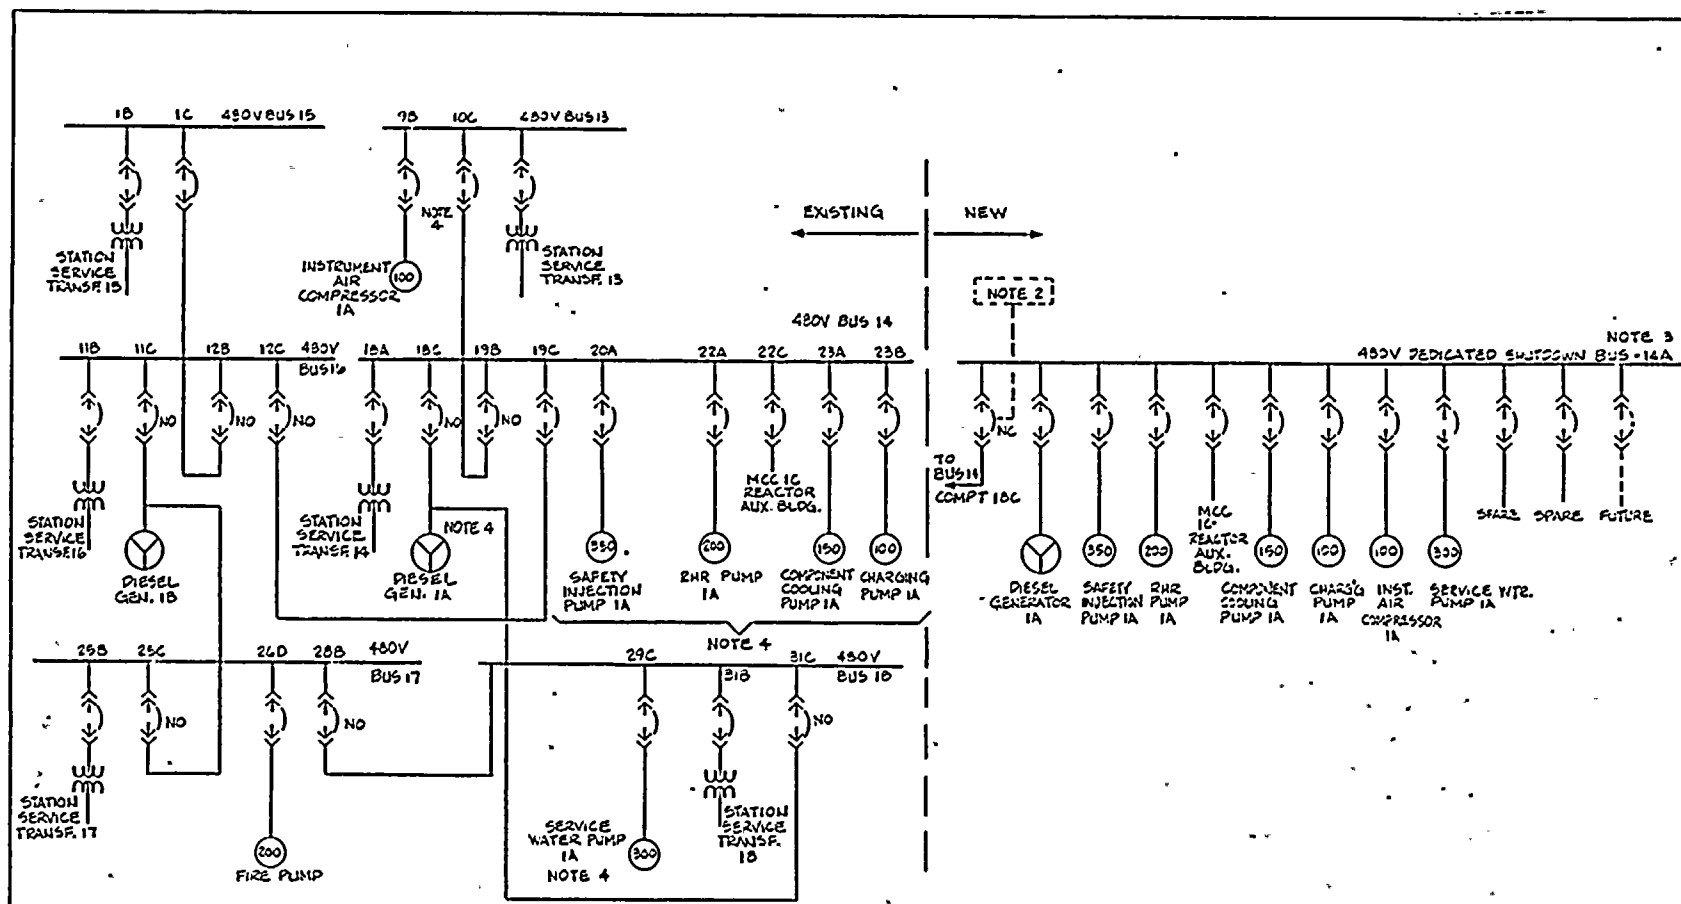 1B 1C 480V BUS 15
9B 10C 480V BUS 13
NOTE
4
EXISTING
NEW
STATION
SERVICE
TRANSF. 15
INSTRUMENT
AIR
COMPRESSOR
1A
100
STATION
SERVICE
TRANSF. 13
NOTE 2
11B 11C 12B 12C 480V
BUS 16
18A 18C 19B 19C 20A 22A 22C 23A 23B
480V BUS 14
NOTE 3
480V DEDICATED SHUTDOWN BUS
NO
NO
NO
NO
NO
NC
TO
BUS 14
COMPT 18C
STATION
SERVICE
TRANSF. 16
DIESEL
GEN. 1B
STATION
SERVICE
TRANSF. 14
NOTE 4
DIESEL
GEN. 1A
350
SAFETY
INJECTION
PUMP 1A
200
RHR PUMP
1A
MCC 1C
REACTOR
AUX. BLDG.
150
COMPONENT
COOLING
PUMP 1A
100
CHARGING
PUMP 1A
NOTE 4
DIESEL
GENERATOR
1A
350
SAFETY
INJECTION
PUMP 1A
200
RHR
PUMP
1A
MCC
1C
REACTOR
AUX.
BLDG.
150
COMPONENT
COOLING
PUMP 1A
100
CHARG'G
PUMP
1A
100
INST.
AIR
COMPRESSOR
1A
300
SERVICE WTR.
PUMP 1A
SPARE
SPARE
FUTURE
25B 25C 26D 28B 480V
BUS 17
29C 31B 31C 480V
BUS 18
NO
NO
NO
STATION
SERVICE
TRANSF. 17
200
FIRE PUMP
SERVICE
WATER PUMP
1A
NOTE 4
300
STATION
SERVICE
TRANSF.
18